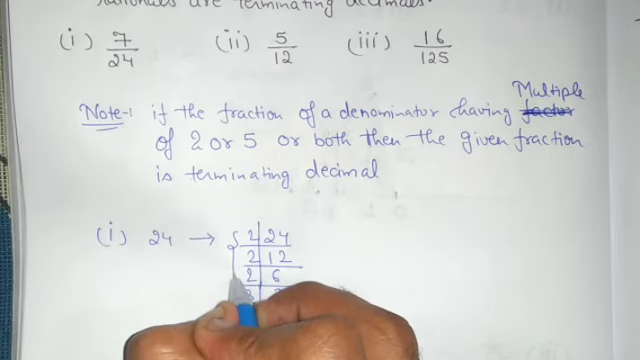 rationals are terminating decimals.
(i) 7/24 (ii) 5/12 (iii) 16/125
Multiple
Note-1 if the fraction of a denominator having factor
of 2 or 5 or both then the given fraction
is terminating decimal
(i) 24 → 2 24
2 12
2 6